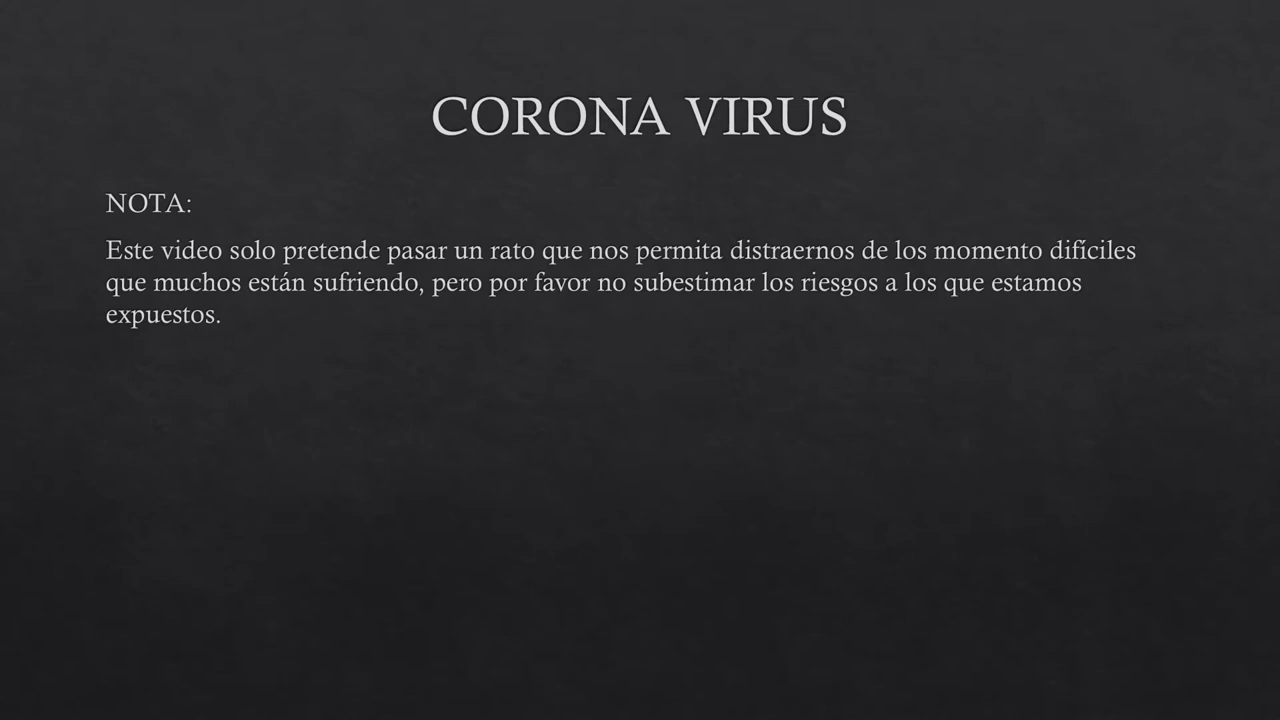 CORONA VIRUS
NOTA:
Este video solo pretende pasar un rato que nos permita distraernos de los momento difíciles
que muchos están sufriendo, pero por favor no subestimar los riesgos a los que estamos
expuestos.